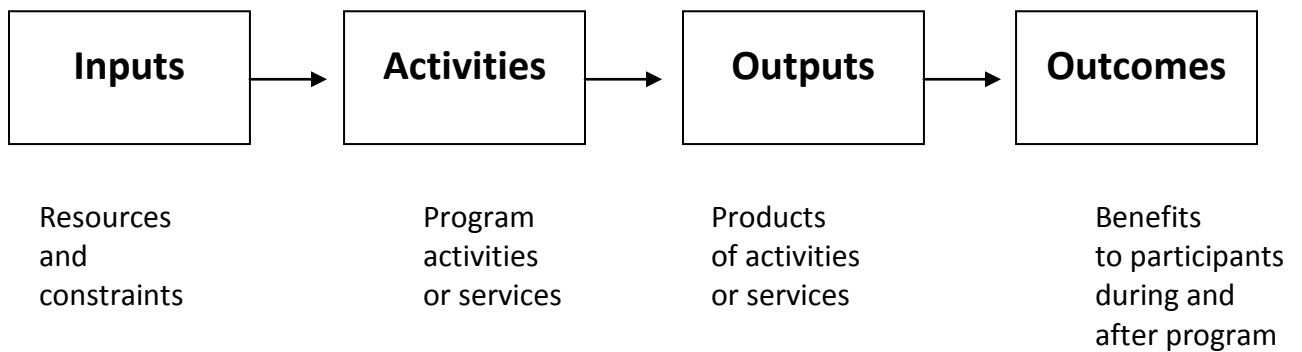 Inputs
Activities
Outputs
Outcomes
Resources
and
constraints
Program
activities
or services
Products
of activities
or services
Benefits
to participants
during and
after program